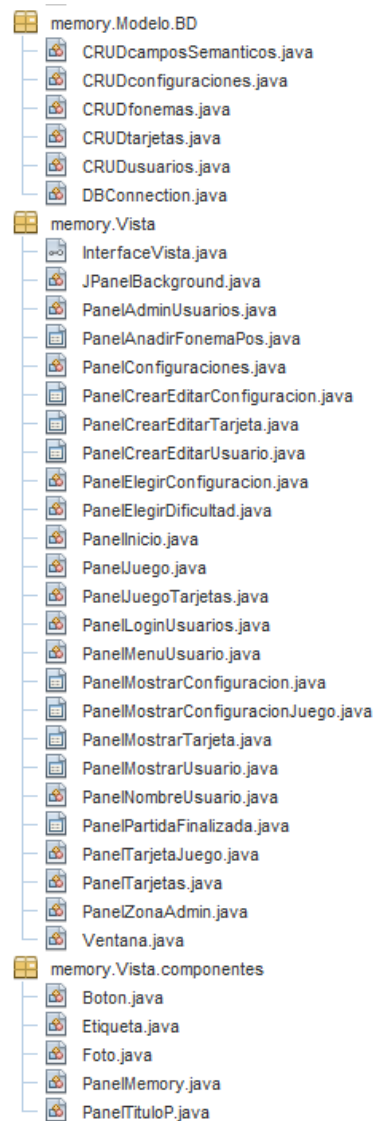 memory.Modelo.BD
CRUDcamposSemanticos.java
CRUDconfiguraciones.java
CRUDfonemas.java
CRUDtarjetas.java
CRUDusuarios.java
DBConnection.java
memory.Vista
InterfaceVista.java
JPanelBackground.java
PanelAdminUsuarios.java
PanelAnadirFonemaPos.java
PanelConfiguraciones.java
PanelCrearEditarConfiguracion.java
PanelCrearEditarTarjeta.java
PanelCrearEditarUsuario.java
PanelElegirConfiguracion.java
PanelElegirDificultad.java
PanelInicio.java
PanelJuego.java
PanelJuegoTarjetas.java
PanelLoginUsuarios.java
PanelMenuUsuario.java
PanelMostrarConfiguracion.java
PanelMostrarConfiguracionJuego.java
PanelMostrarTarjeta.java
PanelMostrarUsuario.java
PanelNombreUsuario.java
PanelPartidaFinalizada.java
PanelTarjetaJuego.java
PanelTarjetas.java
PanelZonaAdmin.java
Ventana.java
memory.Vista.componentes
Boton.java
Etiqueta.java
Foto.java
PanelMemory.java
PanelTituloP.java